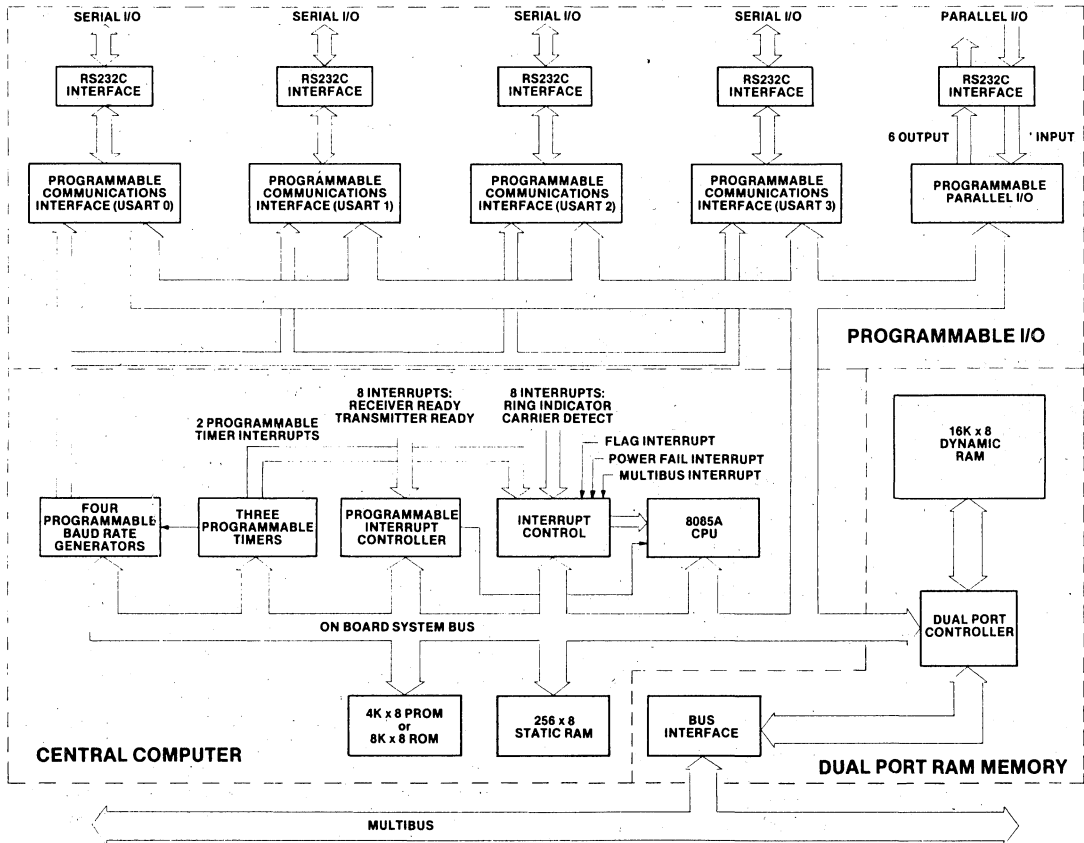 SERIAL I/O
SERIAL I/O
SERIAL I/O
SERIAL I/O
PARALLEL I/O
RS232C
INTERFACE
RS232C
INTERFACE
RS232C
INTERFACE
RS232C
INTERFACE
RS232C
INTERFACE
6 OUTPUT
INPUT
PROGRAMMABLE
COMMUNICATIONS
INTERFACE (USART 0)
PROGRAMMABLE
COMMUNICATIONS
INTERFACE (USART 1)
PROGRAMMABLE
COMMUNICATIONS
INTERFACE (USART 2)
PROGRAMMABLE
COMMUNICATIONS
INTERFACE (USART 3)
PROGRAMMABLE
PARALLEL I/O
PROGRAMMABLE I/O
2 PROGRAMMABLE
TIMER INTERRUPTS
8 INTERRUPTS:
RECEIVER READY
TRANSMITTER READY
8 INTERRUPTS:
RING INDICATOR
CARRIER DETECT
FLAG INTERRUPT
POWER FAIL INTERRUPT
MULTIBUS INTERRUPT
16K x 8
DYNAMIC
RAM
FOUR
PROGRAMMABLE
BAUD RATE
GENERATORS
THREE
PROGRAMMABLE
TIMERS
PROGRAMMABLE
INTERRUPT
CONTROLLER
INTERRUPT
CONTROL
8085A
CPU
ON BOARD SYSTEM BUS
DUAL PORT
CONTROLLER
4K x 8 PROM
or
8K x 8 ROM
256 x 8
STATIC RAM
BUS
INTERFACE
CENTRAL COMPUTER
DUAL PORT RAM MEMORY
MULTIBUS